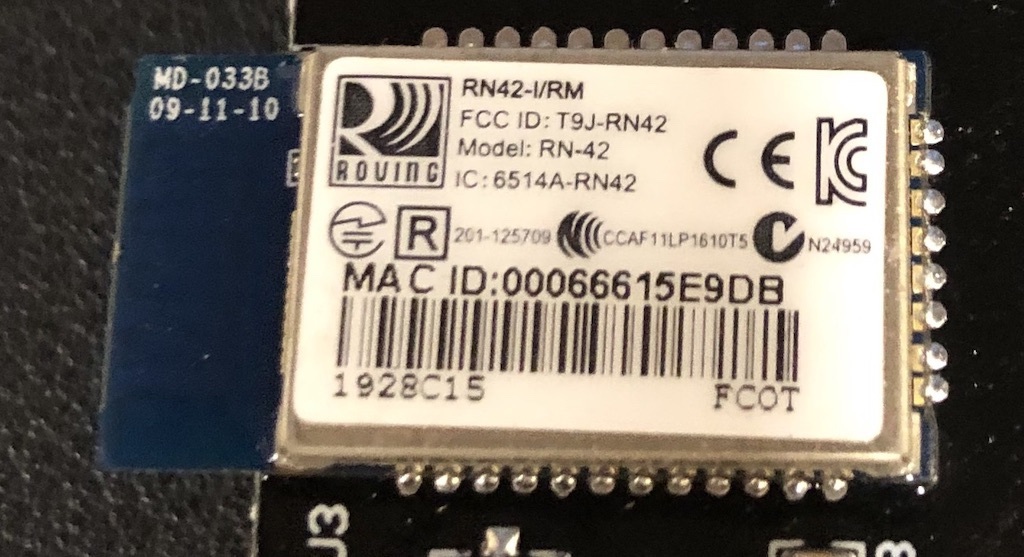 MD-033B
09-11-10
ROVING
RN42-I/RM
FCC ID: T9J-RN42
Model: RN-42
IC: 6514A-RN42
CE
R
201-125709
CCAF11LP1610T5
N24959
MAC ID:00066615E9DB
1928C15
FCOT
U3